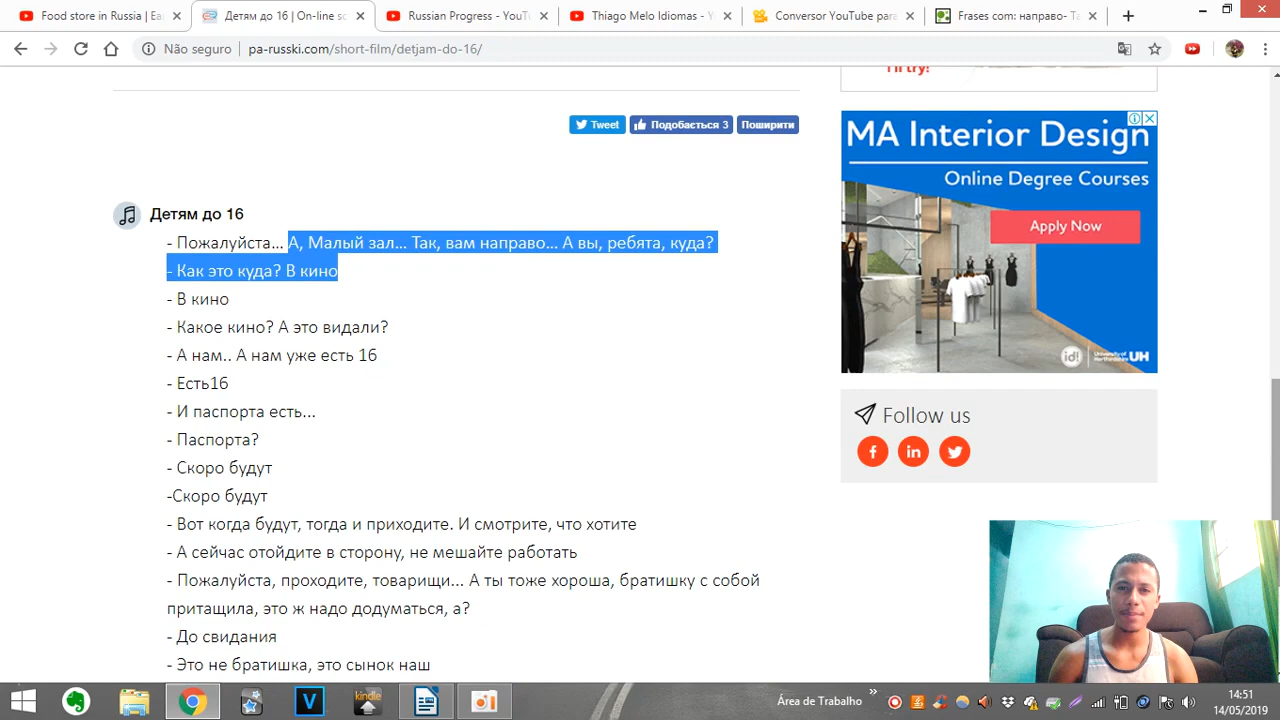 Food store in Russia | Ea
Детям до 16 | On-line sc
Russian Progress - YouTu
Thiago Melo Idiomas - Y
Conversor YouTube para
Frases com: направо- Ta
Não seguro
pa-russki.com/short-film/detjam-do-16/
Tweet
Подобається 3
Поширити
MA Interior Design
Online Degree Courses
Apply Now
id!
UH
Детям до 16
- Пожалуйста... А, Малый зал... Так, вам направо... А вы, ребята, куда?
- Как это куда? В кино
- В кино
- Какое кино? А это видали?
- А нам.. А нам уже есть 16
- Есть16
- И паспорта есть...
- Паспорта?
- Скоро будут
-Скоро будут
- Вот когда будут, тогда и приходите. И смотрите, что хотите
- А сейчас отойдите в сторону, не мешайте работать
- Пожалуйста, проходите, товарищи... А ты тоже хороша, братишку с собой
притащила, это ж надо додуматься, а?
- До свидания
- Это не братишка, это сынок наш
Follow us
kindle
Área de Trabalho
14:51
14/05/2019